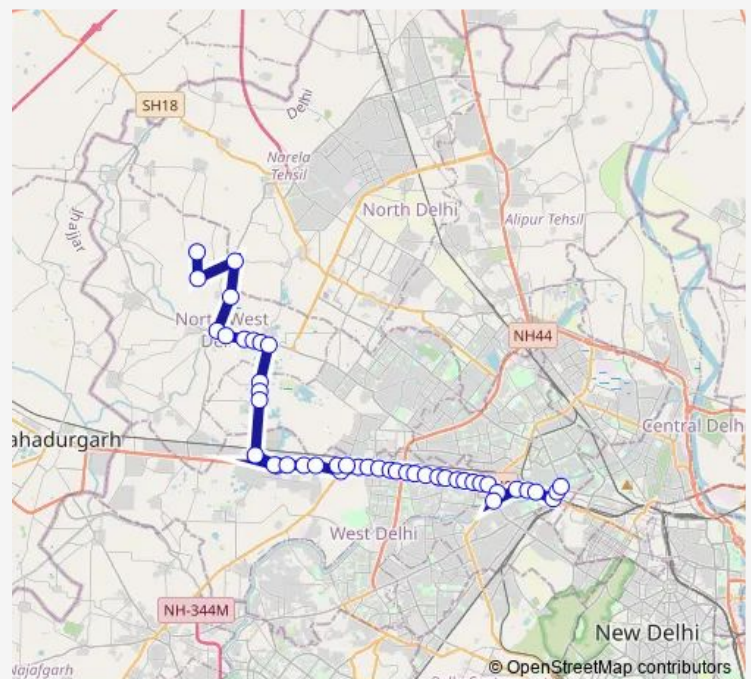 SH18
Delhi
Narela
Tehsil
North Delhi
Alipur Tehsil
Jhajjar
North West
Del
NH44
Central Delh
ahadurgarh
West Delhi
NH-344M
New Delhi
Najafgarh
© OpenStreetMap contributors